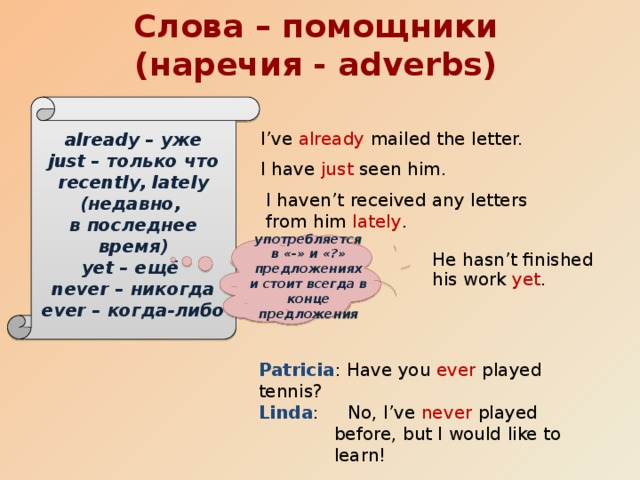 Слова – помощники
(наречия - adverbs)
already – уже
just – только что
recently, lately
(недавно,
в последнее
время)
yet – ещё
never – никогда
ever – когда-либо
I’ve already mailed the letter.
I have just seen him.
I haven’t received any letters
from him lately.
употребляется
в «-» и «?»
предложениях
и стоит всегда в
конце
предложения
He hasn’t finished
his work yet.
Patricia: Have you ever played
tennis?
Linda: No, I’ve never played
before, but I would like to
learn!